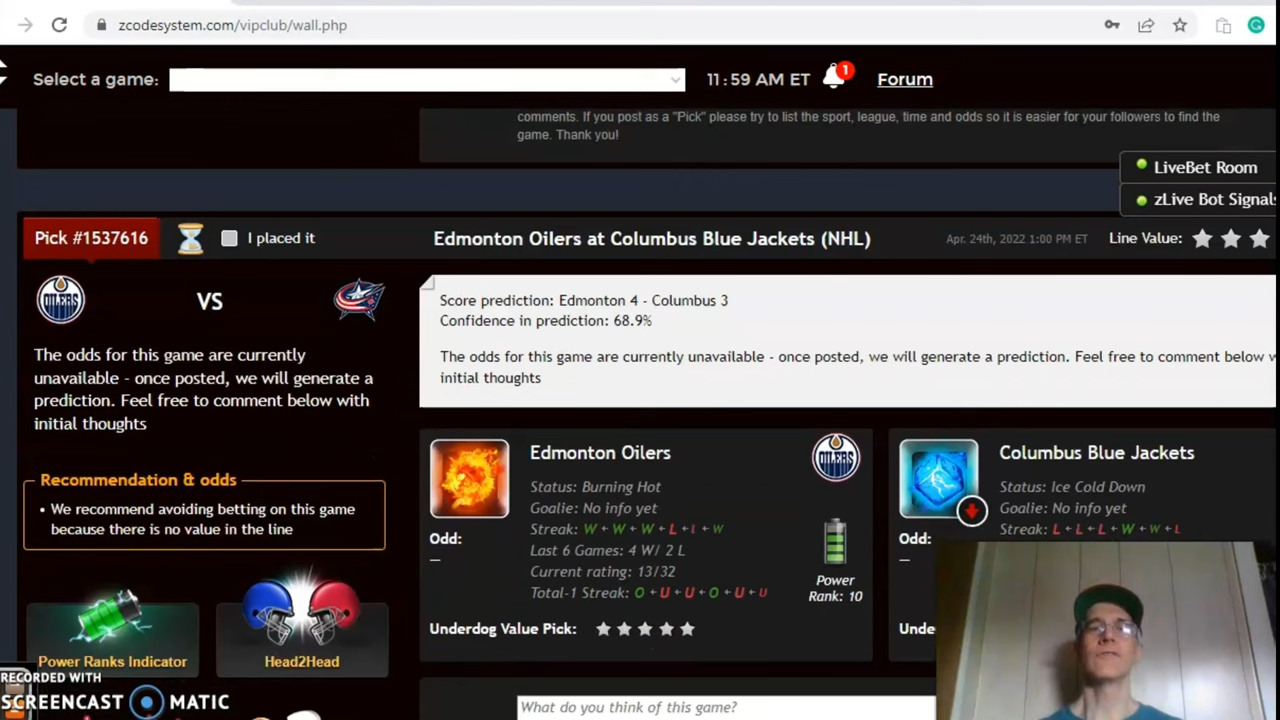 zcodesystem.com/vipclub/wall.php
Select a game:
11:59 AM ET
1
Forum
comments. If you post as a "Pick" please try to list the sport, league, time and odds so it is easier for your followers to find the
game. Thank you!
LiveBet Room
zLive Bot Signals
Pick #1537616
I placed it
Edmonton Oilers at Columbus Blue Jackets (NHL)
Apr. 24th, 2022 1:00 PM ET
Line Value:
OILERS
VS
Score prediction: Edmonton 4 - Columbus 3
Confidence in prediction: 68.9%
The odds for this game are currently unavailable - once posted, we will generate a prediction. Feel free to comment below w
initial thoughts
The odds for this game are currently
unavailable - once posted, we will generate a
prediction. Feel free to comment below with
initial thoughts
Recommendation & odds
• We recommend avoiding betting on this game
because there is no value in the line
Power Ranks Indicator
Head2Head
Edmonton Oilers
OILERS
Status: Burning Hot
Goalie: No info yet
Odd:
—
Streak: W ← W ← W ← L ← L ← W
Last 6 Games: 4 W/ 2 L
Current rating: 13/32
Total-1 Streak: O ← U ← U ← O ← U ← U
Power
Rank: 10
Underdog Value Pick:
Columbus Blue Jackets
Status: Ice Cold Down
Goalie: No info yet
Odd:
—
Streak: L ← L ← L ← W ← W ← L
Unde
What do you think of this game?
RECORDED WITH
SCREENCAST MATIC